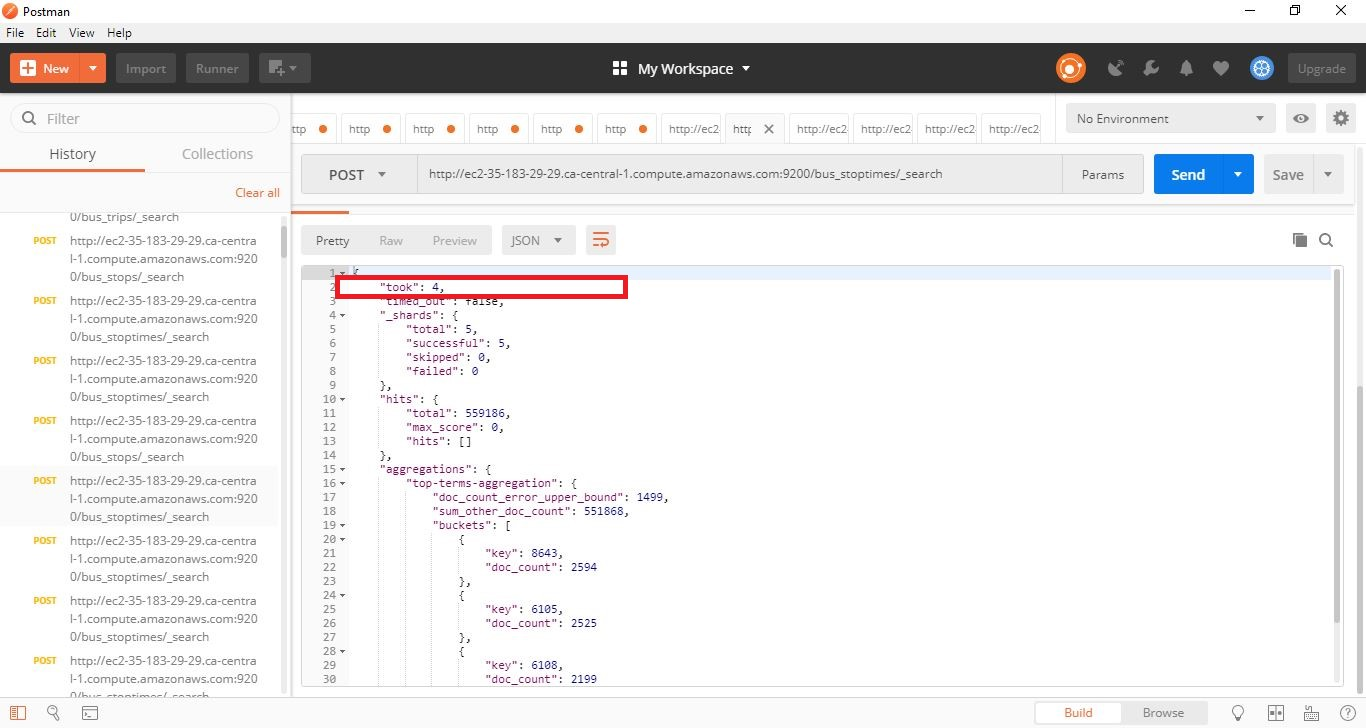 Postman
File Edit View Help
New Import Runner My Workspace Upgrade
Filter
History Collections
Clear all
0/bus_trips/_search
POST http://ec2-35-183-29-29.ca-centra
l-1.compute.amazonaws.com:920
0/bus_stops/_search
POST http://ec2-35-183-29-29.ca-centra
l-1.compute.amazonaws.com:920
0/bus_stoptimes/_search
POST http://ec2-35-183-29-29.ca-centra
l-1.compute.amazonaws.com:920
0/bus_stoptimes/_search
POST http://ec2-35-183-29-29.ca-centra
l-1.compute.amazonaws.com:920
0/bus_stops/_search
POST http://ec2-35-183-29-29.ca-centra
l-1.compute.amazonaws.com:920
0/bus_stoptimes/_search
POST http://ec2-35-183-29-29.ca-centra
l-1.compute.amazonaws.com:920
0/bus_stoptimes/_search
POST http://ec2-35-183-29-29.ca-centra
l-1.compute.amazonaws.com:920
0/bus_stoptimes/_search
POST http://ec2-35-183-29-29.ca-centra
l-1.compute.amazonaws.com:920
0/bus_stoptimes/_search
ttp http http http http http http://ec2 http http://ec2 http://ec2 http://ec2 http://ec2
No Environment
POST http://ec2-35-183-29-29.ca-central-1.compute.amazonaws.com:9200/bus_stoptimes/_search Params Send Save
Pretty Raw Preview JSON
1 {
2 "took": 4,
3 "timed_out": false,
4 "_shards": {
5 "total": 5,
6 "successful": 5,
7 "skipped": 0,
8 "failed": 0
9 },
10 "hits": {
11 "total": 559186,
12 "max_score": 0,
13 "hits": []
14 },
15 "aggregations": {
16 "top-terms-aggregation": {
17 "doc_count_error_upper_bound": 1499,
18 "sum_other_doc_count": 551868,
19 "buckets": [
20 {
21 "key": 8643,
22 "doc_count": 2594
23 },
24 {
25 "key": 6105,
26 "doc_count": 2525
27 },
28 {
29 "key": 6108,
30 "doc_count": 2199
Build Browse